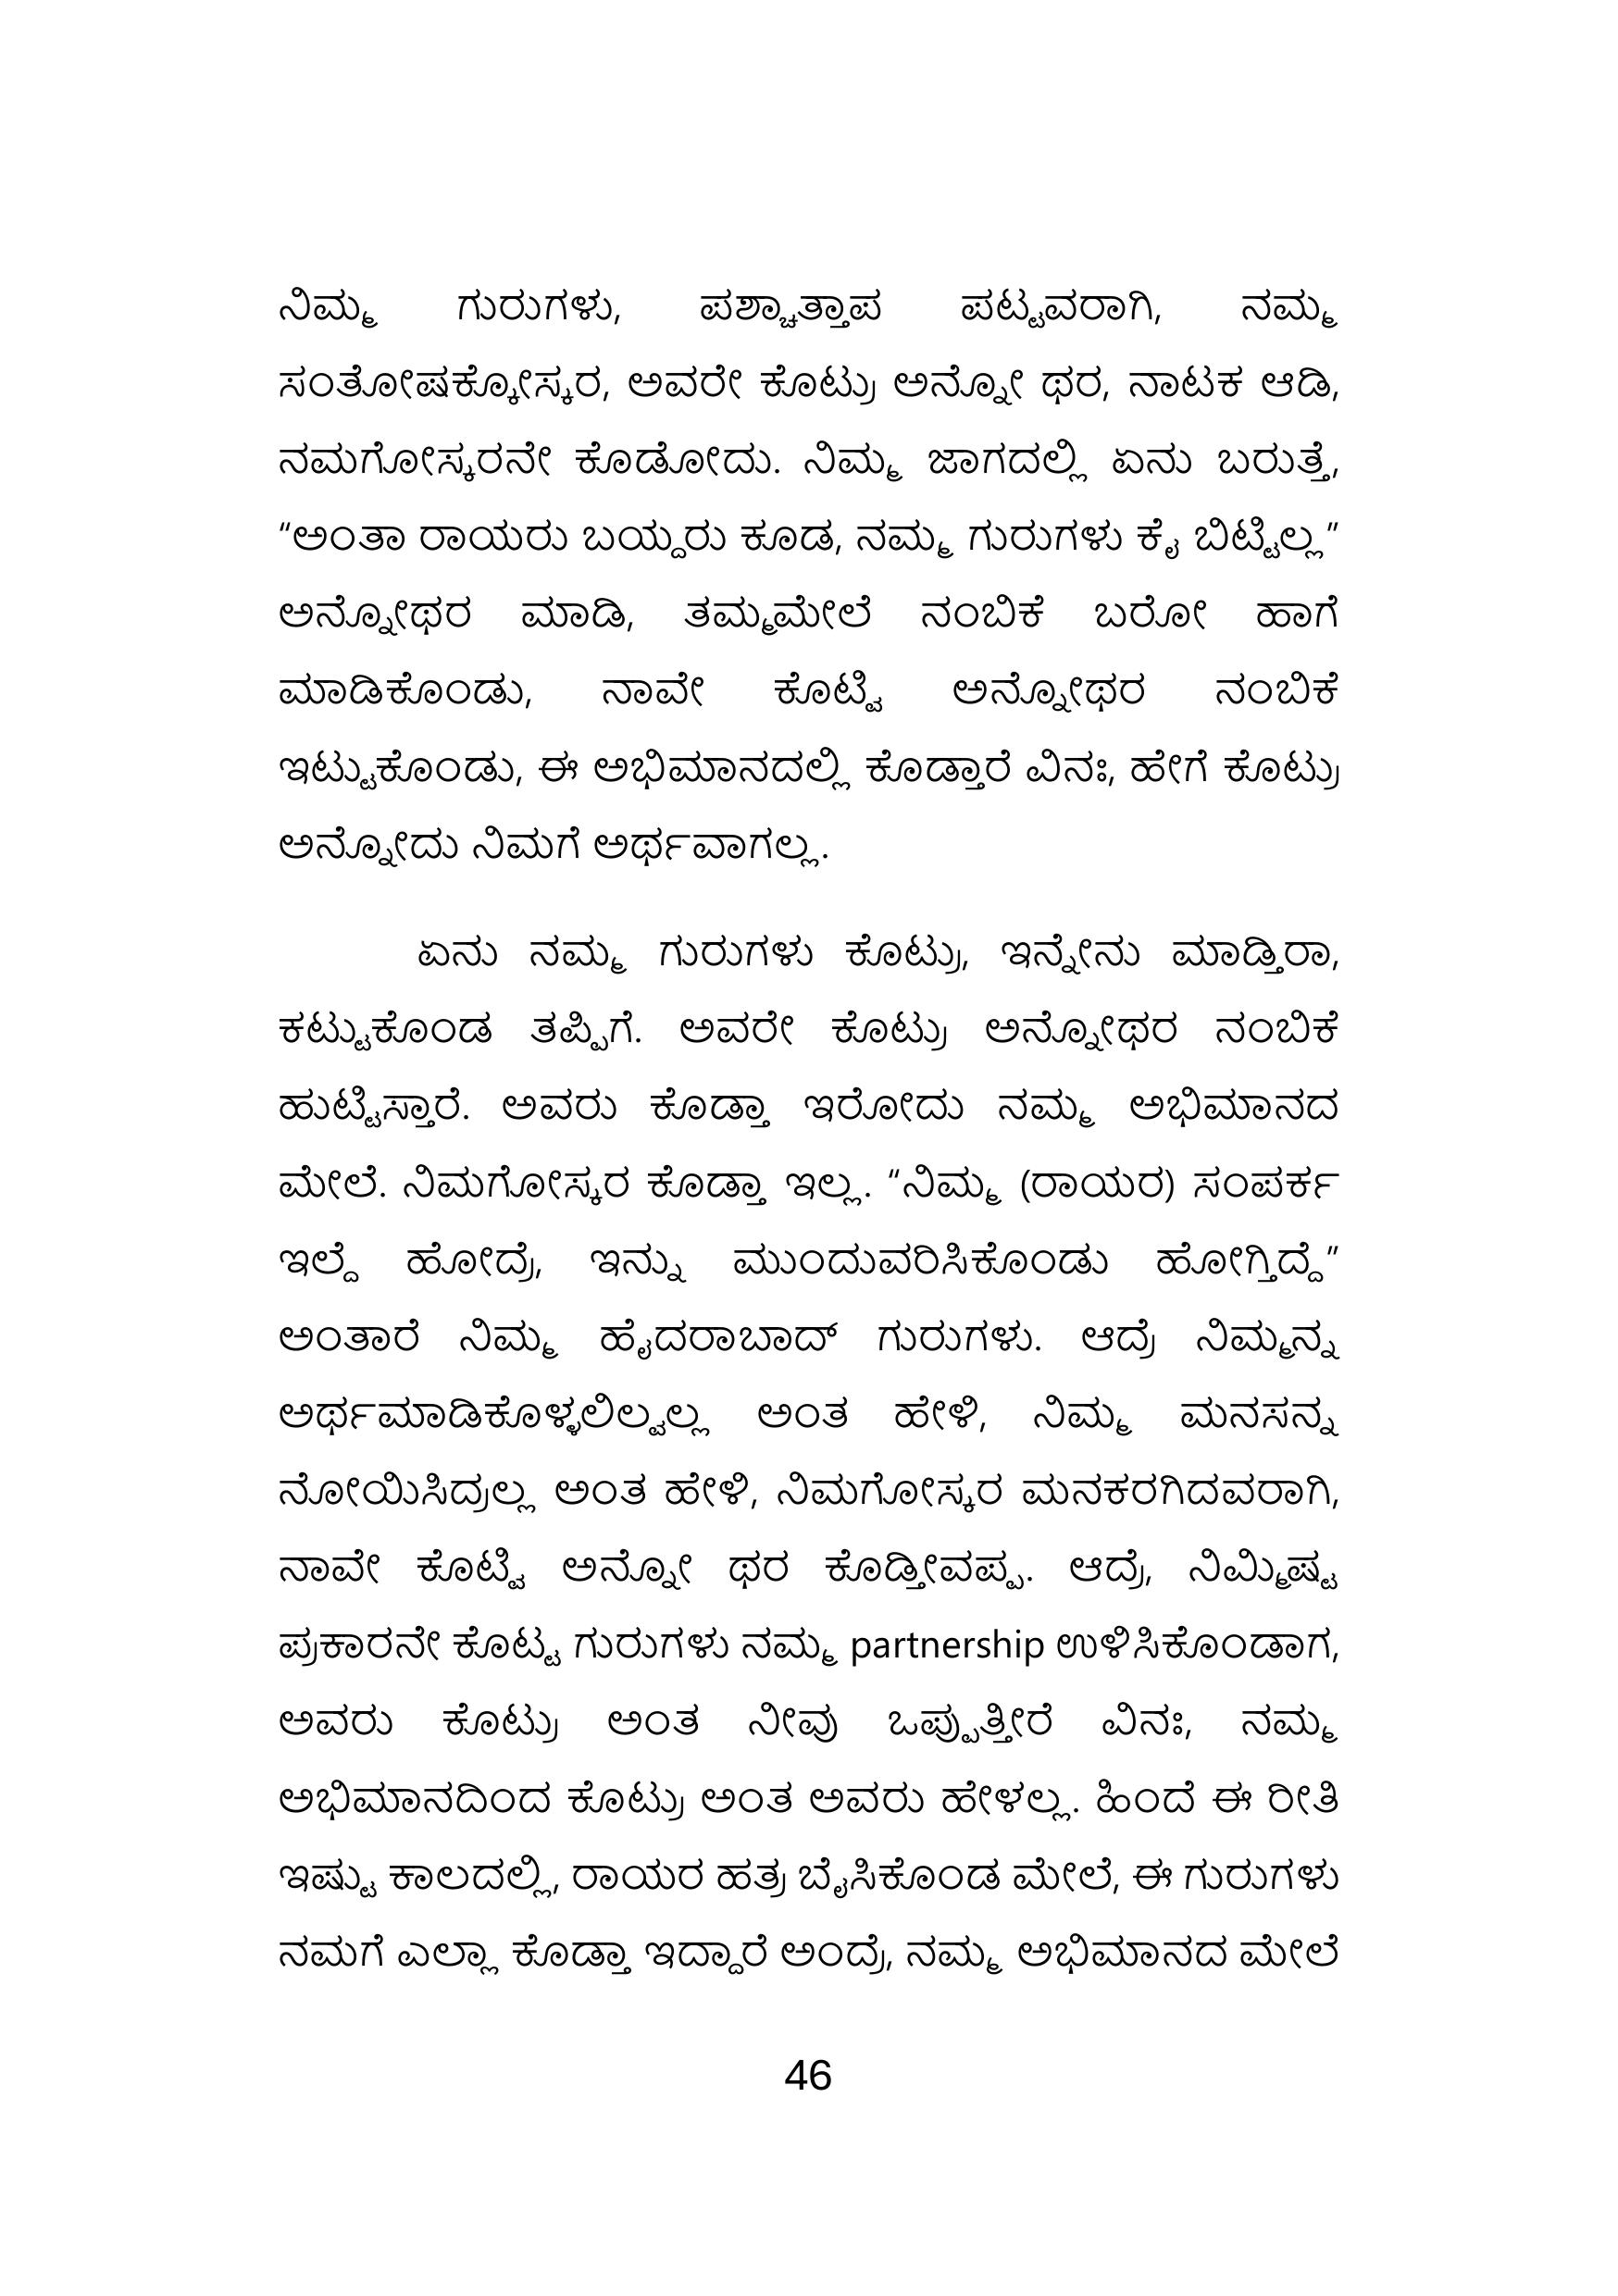 ನಿಮ್ಮ ಗುರುಗಳು, ಪಶ್ಚಾತ್ತಾಪ ಪಟ್ಟವರಾಗಿ, ನಮ್ಮ
ಸಂತೋಷಕ್ಕೋಸ್ಕರ, ಅವರೇ ಕೊಟ್ರು ಅನ್ನೋ ಥರ, ನಾಟಕ ಆಡಿ,
ನಮಗೋಸ್ಕರನೇ ಕೊಡೋದು. ನಿಮ್ಮ ಜಾಗದಲ್ಲಿ ಏನು ಬರುತ್ತೆ,
“ಅಂತಾ ರಾಯರು ಬಯ್ದರು ಕೂಡ, ನಮ್ಮ ಗುರುಗಳು ಕೈ ಬಿಟ್ಟಿಲ್ಲ”
ಅನ್ನೋಥರ ಮಾಡಿ, ತಮ್ಮಮೇಲೆ ನಂಬಿಕೆ ಬರೋ ಹಾಗೆ
ಮಾಡಿಕೊಂಡು, ನಾವೇ ಕೊಟ್ವಿ ಅನ್ನೋಥರ ನಂಬಿಕೆ
ಇಟ್ಟುಕೊಂಡು, ಈ ಅಭಿಮಾನದಲ್ಲಿ ಕೊಡ್ತಾರೆ ವಿನಃ, ಹೇಗೆ ಕೊಟ್ರು
ಅನ್ನೋದು ನಿಮಗೆ ಅರ್ಥವಾಗಲ್ಲ.
ಏನು ನಮ್ಮ ಗುರುಗಳು ಕೊಟ್ರು, ಇನ್ನೇನು ಮಾಡ್ತಿರಾ,
ಕಟ್ಟುಕೊಂಡ ತಪ್ಪಿಗೆ. ಅವರೇ ಕೊಟ್ರು ಅನ್ನೋಥರ ನಂಬಿಕೆ
ಹುಟ್ಟಿಸ್ತಾರೆ. ಅವರು ಕೊಡ್ತಾ ಇರೋದು ನಮ್ಮ ಅಭಿಮಾನದ
ಮೇಲೆ. ನಿಮಗೋಸ್ಕರ ಕೊಡ್ತಾ ಇಲ್ಲ. “ನಿಮ್ಮ (ರಾಯರ) ಸಂಪರ್ಕ
ಇಲ್ದೆ ಹೋದ್ರೆ, ಇನ್ನು ಮುಂದುವರಿಸಿಕೊಂಡು ಹೋಗ್ತಿದ್ದೆ”
ಅಂತಾರೆ ನಿಮ್ಮ ಹೈದರಾಬಾದ್ ಗುರುಗಳು. ಆದ್ರೆ ನಿಮ್ಮನ್ನ
ಅರ್ಥಮಾಡಿಕೊಳ್ಳಲಿಲ್ವಲ್ಲ ಅಂತ ಹೇಳಿ, ನಿಮ್ಮ ಮನಸನ್ನ
ನೋಯಿಸಿದ್ರಲ್ಲ ಅಂತ ಹೇಳಿ, ನಿಮಗೋಸ್ಕರ ಮನಕರಗಿದವರಾಗಿ,
ನಾವೇ ಕೊಟ್ವಿ ಅನ್ನೋ ಥರ ಕೊಡ್ತೀವಪ್ಪ. ಆದ್ರೆ, ನಿಮ್ಮಿಷ್ಟ
ಪ್ರಕಾರನೇ ಕೊಟ್ಟ ಗುರುಗಳು ನಮ್ಮ partnership ಉಳಿಸಿಕೊಂಡಾಗ,
ಅವರು ಕೊಟ್ರು ಅಂತ ನೀವು ಒಪ್ಪುತ್ತೀರೆ ವಿನಃ, ನಮ್ಮ
ಅಭಿಮಾನದಿಂದ ಕೊಟ್ರು ಅಂತ ಅವರು ಹೇಳಲ್ಲ. ಹಿಂದೆ ಈ ರೀತಿ
ಇಷ್ಟು ಕಾಲದಲ್ಲಿ, ರಾಯರ ಹತ್ರ ಬೈಸಿಕೊಂಡ ಮೇಲೆ, ಈ ಗುರುಗಳು
ನಮಗೆ ಎಲ್ಲಾ ಕೊಡ್ತಾ ಇದ್ದಾರೆ ಅಂದ್ರೆ, ನಮ್ಮ ಅಭಿಮಾನದ ಮೇಲೆ
46